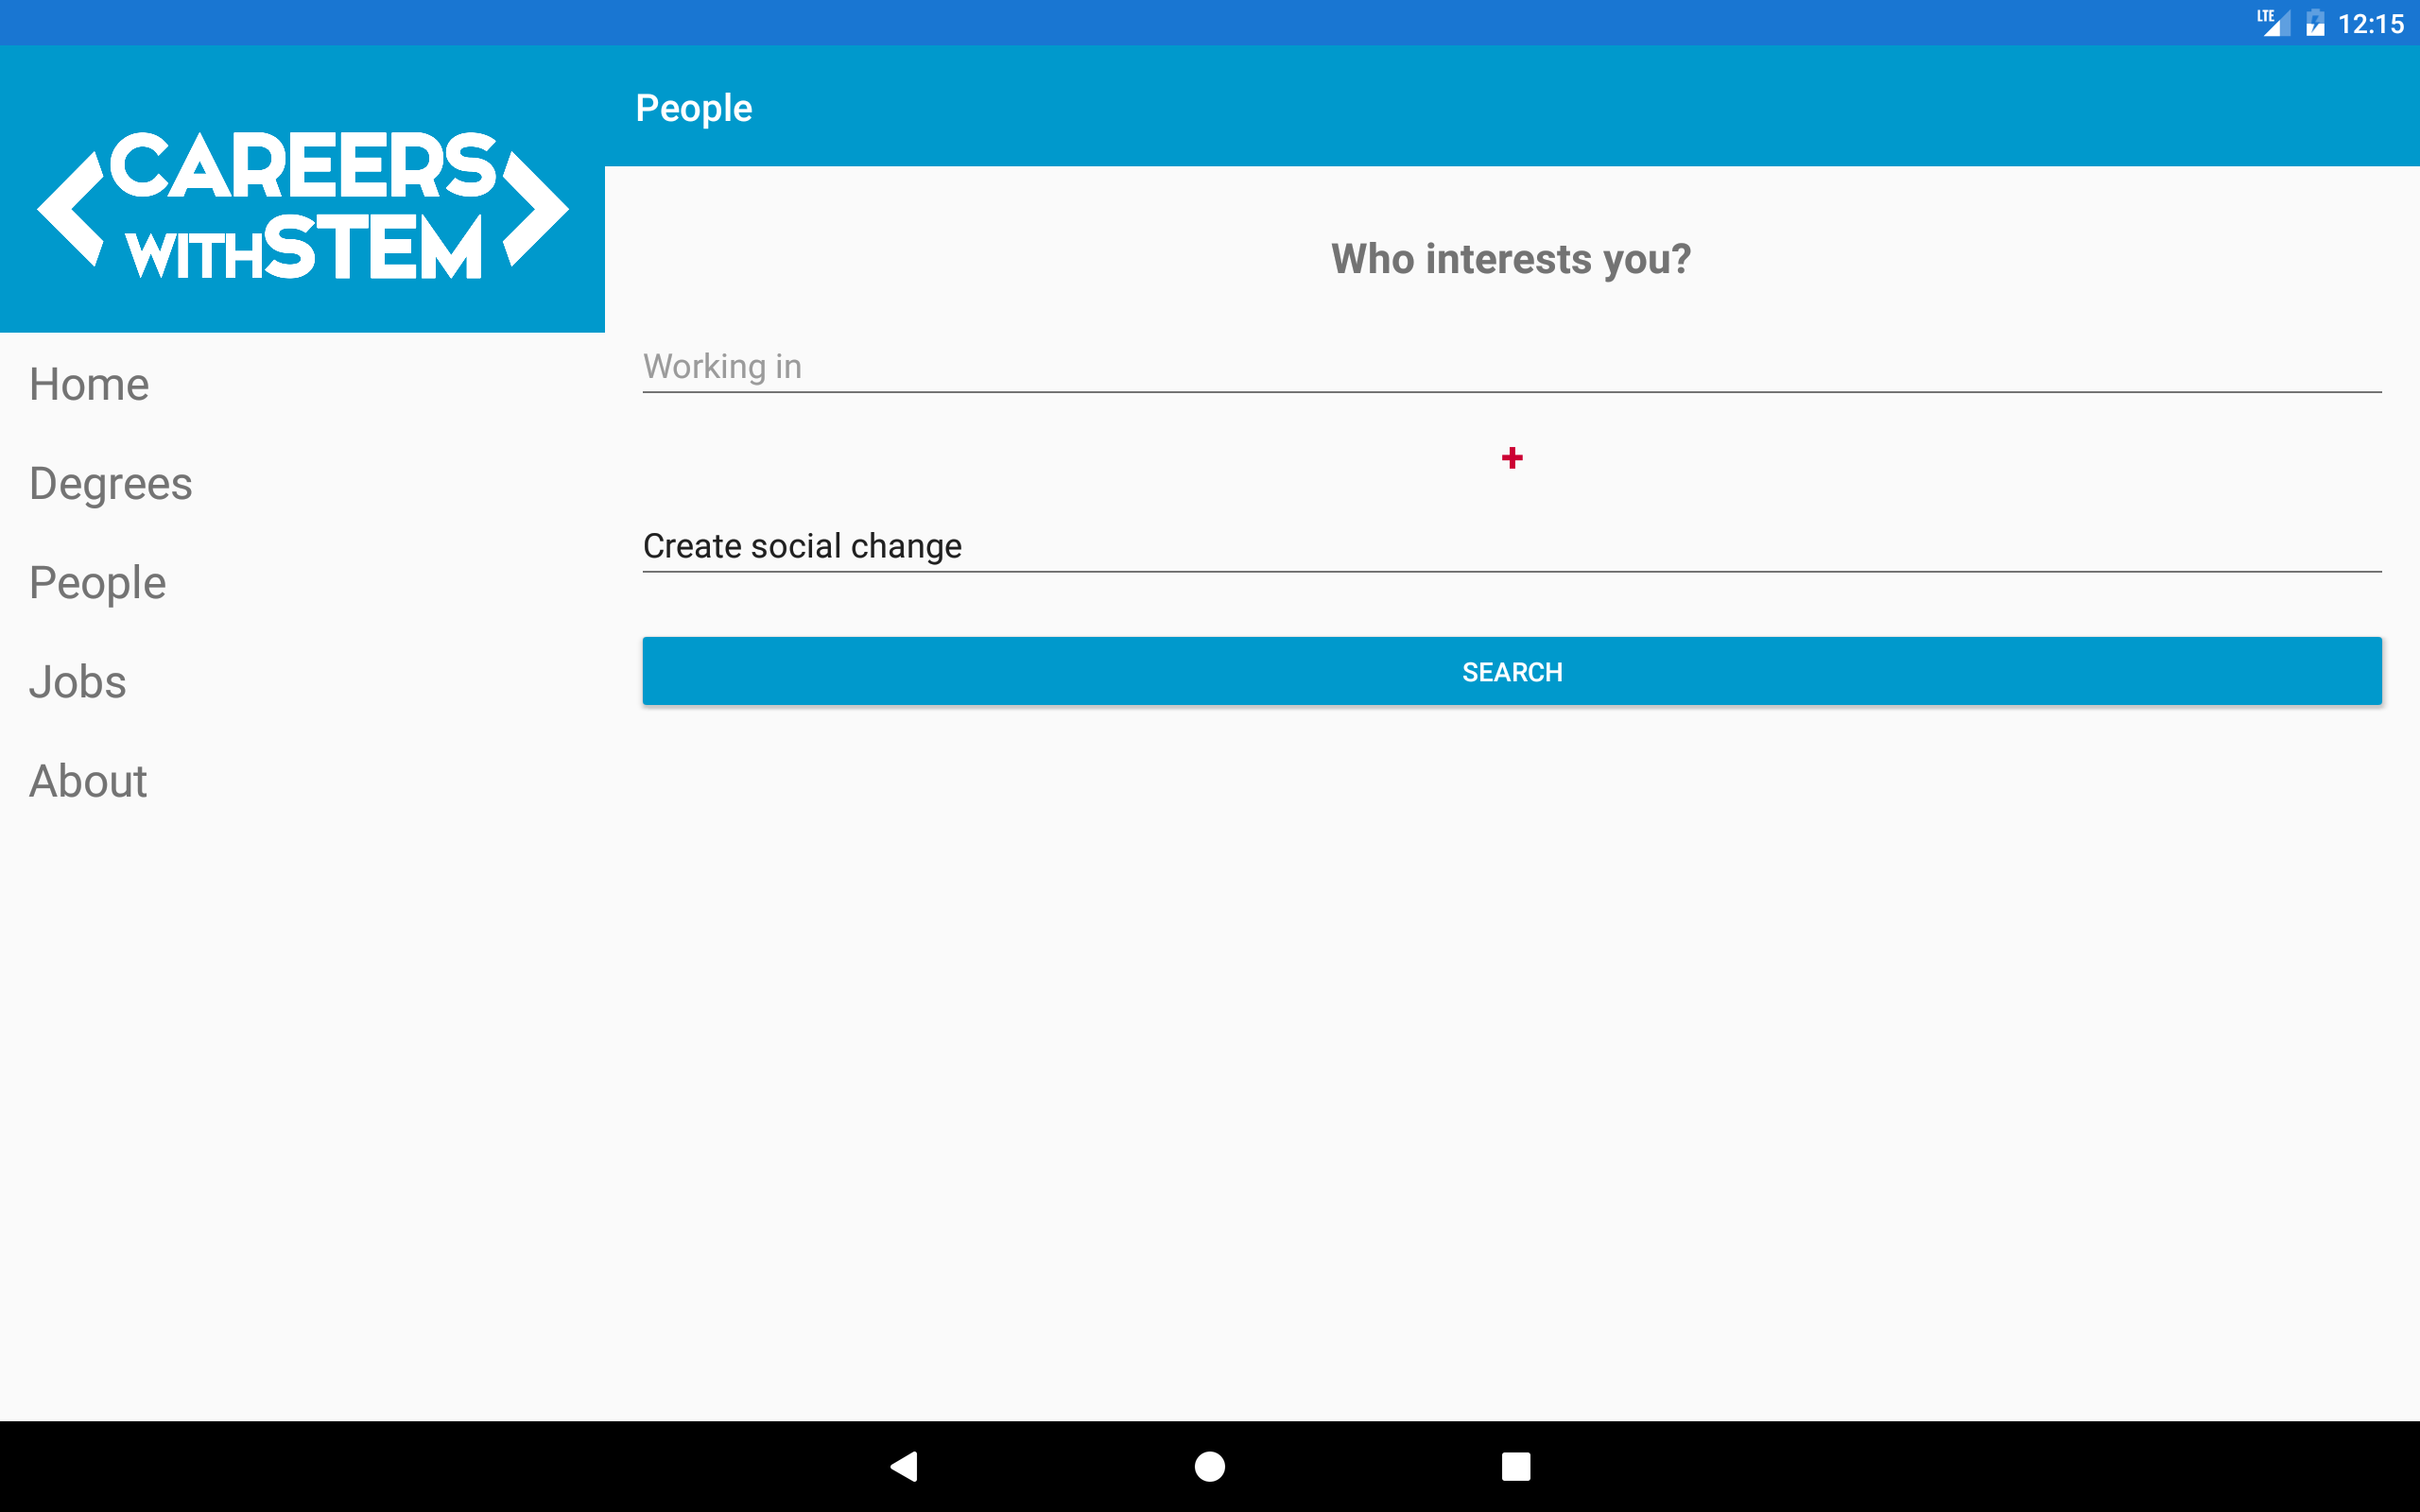 LTE 12:15
CAREERS
WITH STEM
People
Home
Degrees
People
Jobs
About
Who interests you?
Working in
+
Create social change
SEARCH